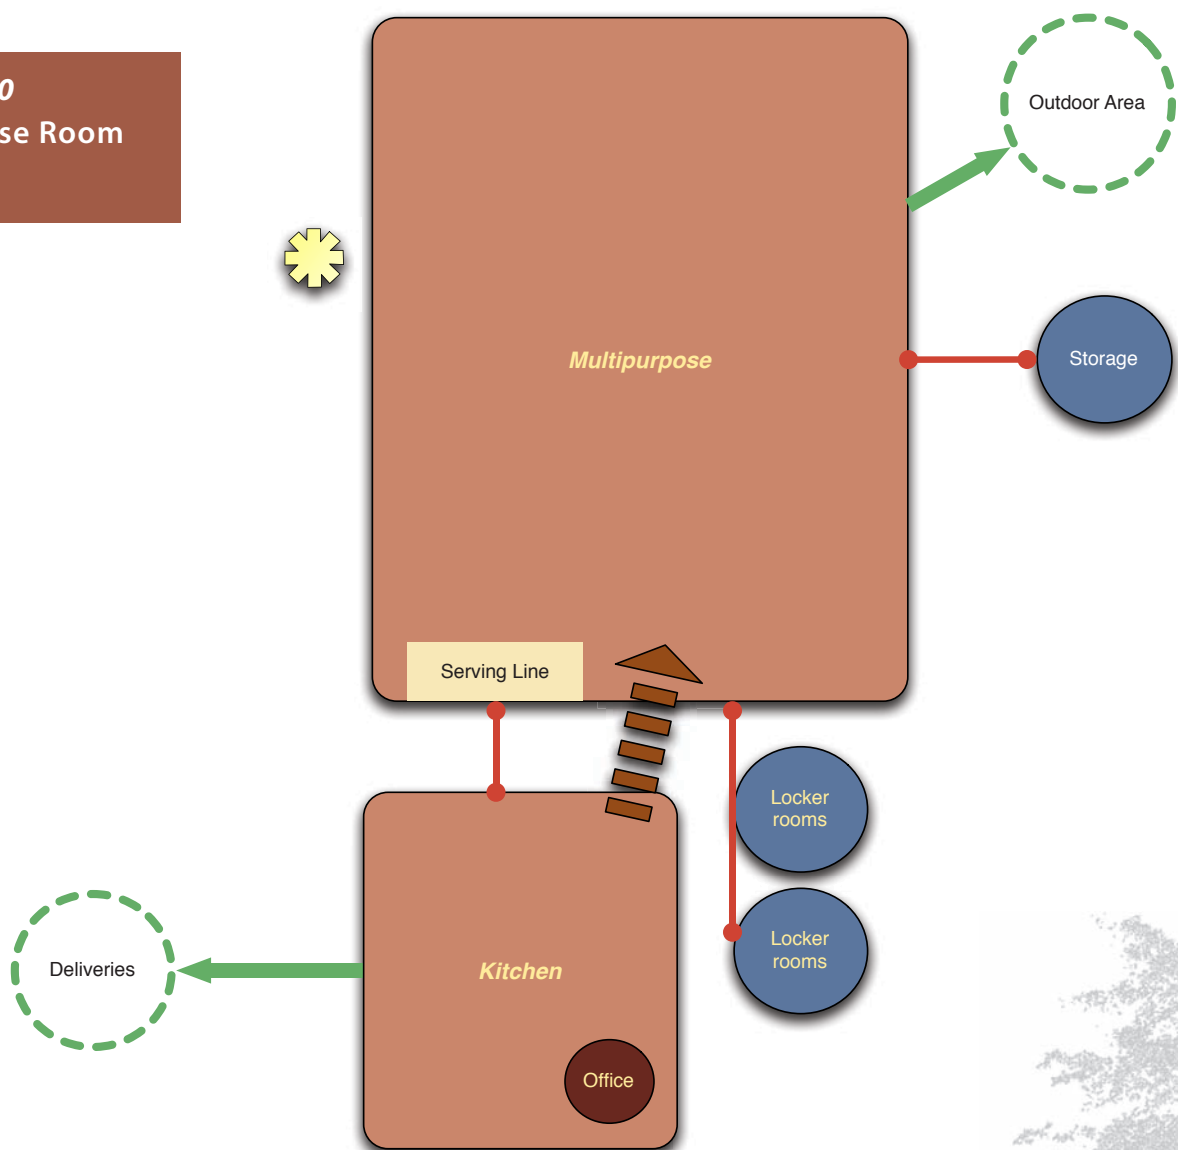 0
se Room
Outdoor Area
Multipurpose
Storage
Serving Line
Locker
rooms
Locker
rooms
Deliveries
Kitchen
Office